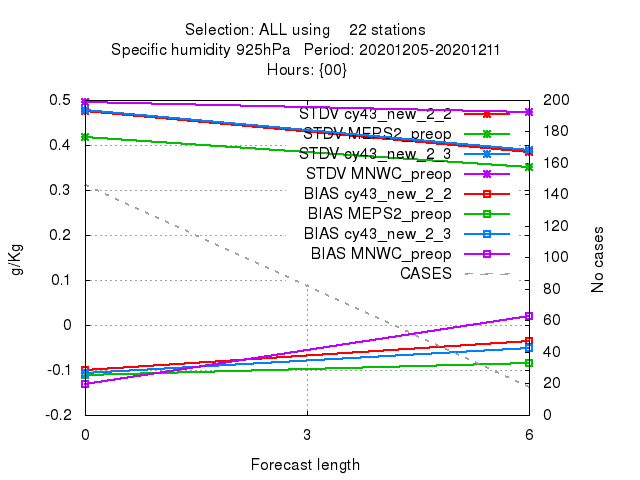 Selection: ALL using    22 stations
Specific humidity 925hPa   Period: 20201205-20201211
Hours: {00}
0.5
0.4
0.3
0.2
0.1
0
-0.1
-0.2
200
180
160
140
120
100
80
60
40
20
0
g/Kg
No cases
STDV cy43_new_2_2
STDV MEPS2_preop
STDV cy43_new_2_3
STDV MNWC_preop
BIAS cy43_new_2_2
BIAS MEPS2_preop
BIAS cy43_new_2_3
BIAS MNWC_preop
CASES
0 3 6
Forecast length